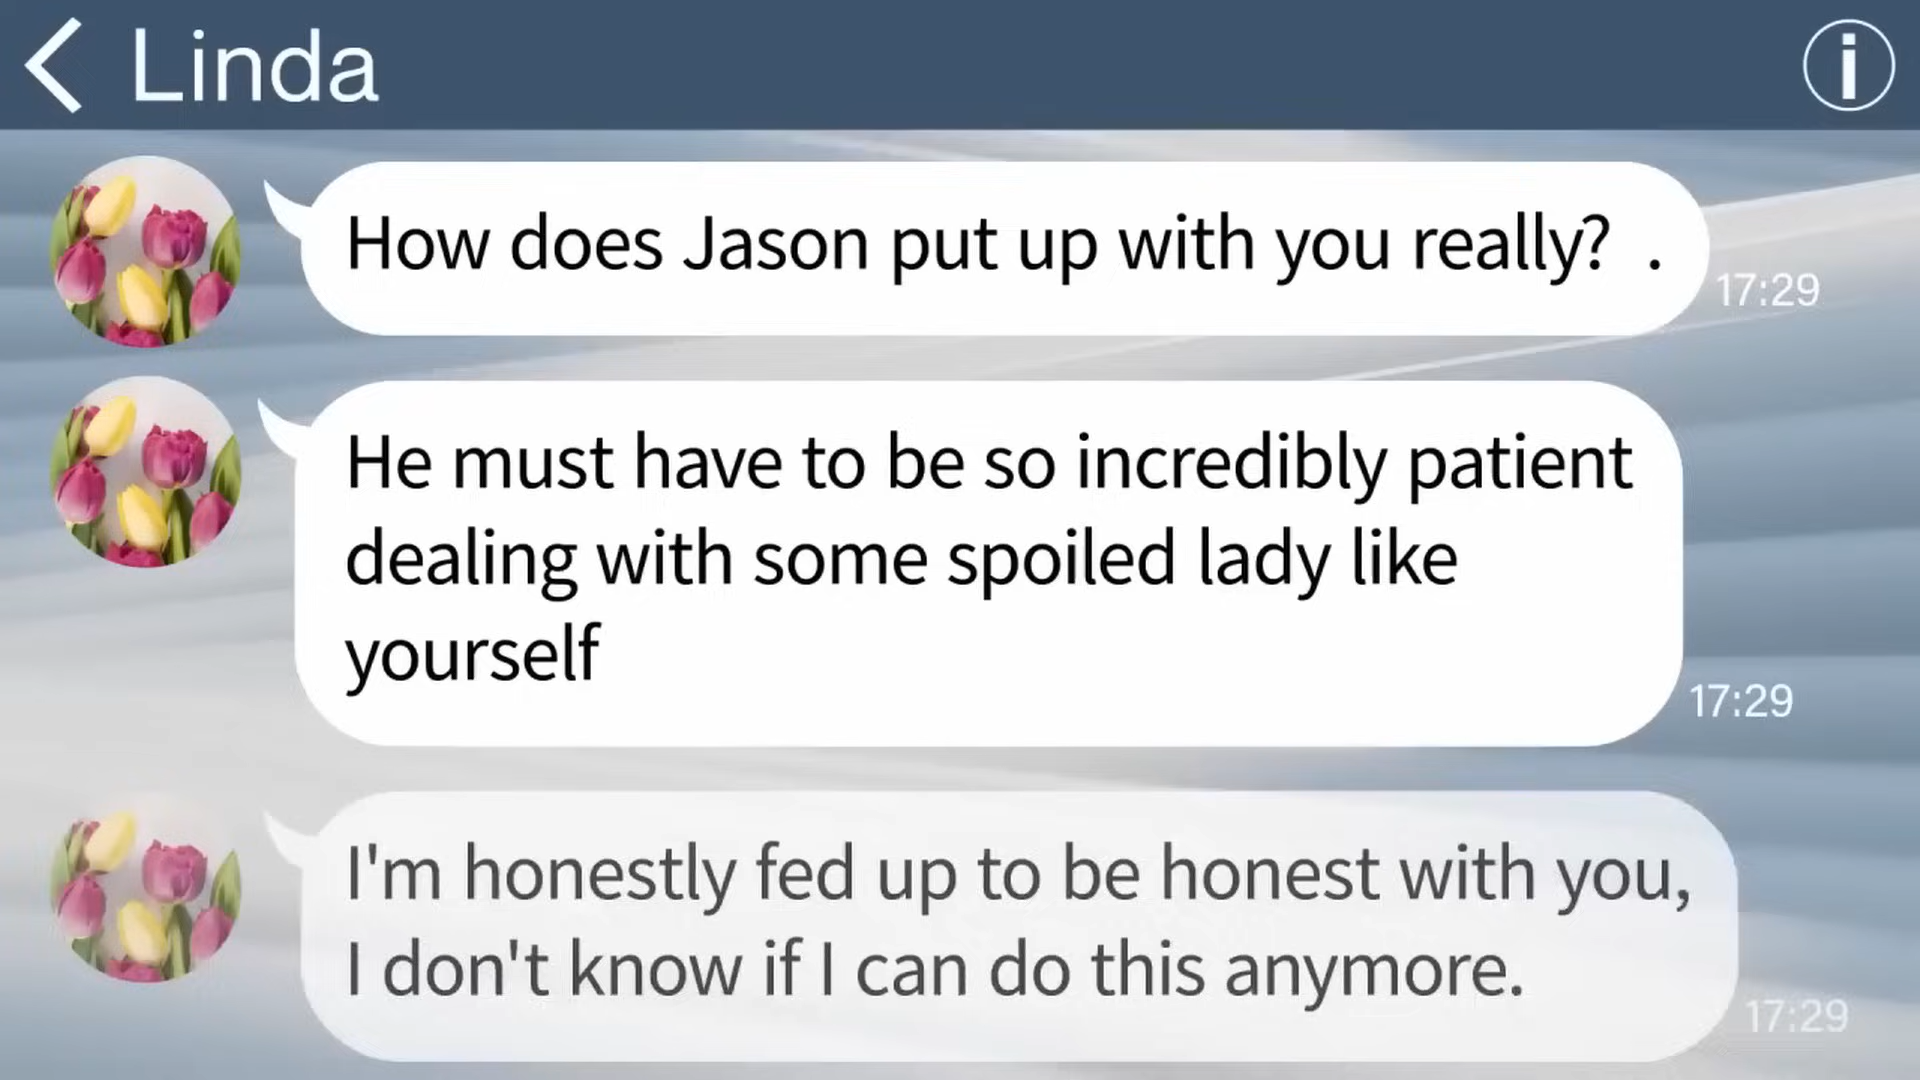 Linda
How does Jason put up with you really?  .
17:29
He must have to be so incredibly patient
dealing with some spoiled lady like
yourself
17:29
I'm honestly fed up to be honest with you,
I don't know if I can do this anymore.
17:29